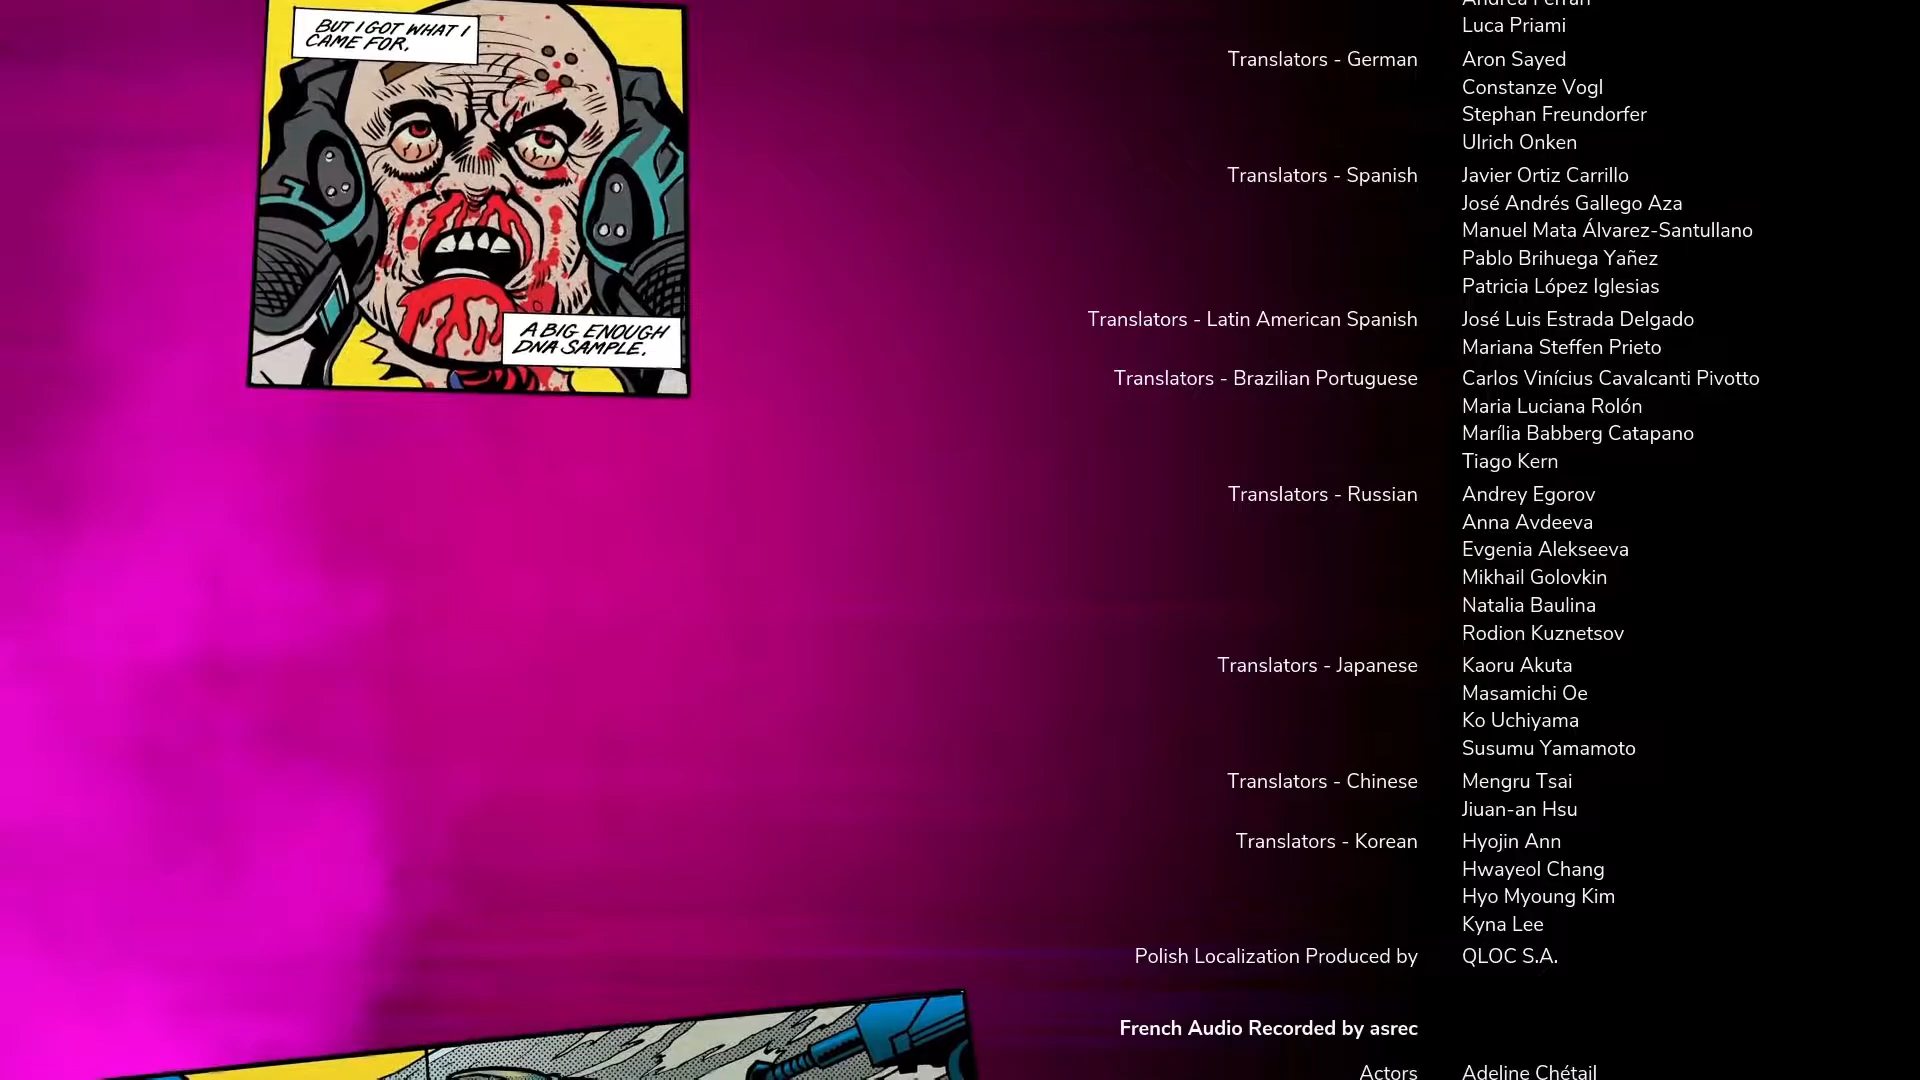 BUT I GOT WHAT I
CAME FOR.
A BIG ENOUGH
DNA SAMPLE.
Andrea Ferrari
Luca Priami
Translators - German Aron Sayed
Constanze Vogl
Stephan Freundorfer
Ulrich Onken
Translators - Spanish Javier Ortiz Carrillo
José Andrés Gallego Aza
Manuel Mata Álvarez-Santullano
Pablo Brihuega Yañez
Patricia López Iglesias
Translators - Latin American Spanish José Luis Estrada Delgado
Mariana Steffen Prieto
Translators - Brazilian Portuguese Carlos Vinícius Cavalcanti Pivotto
Maria Luciana Rolón
Marília Babberg Catapano
Tiago Kern
Translators - Russian Andrey Egorov
Anna Avdeeva
Evgenia Alekseeva
Mikhail Golovkin
Natalia Baulina
Rodion Kuznetsov
Translators - Japanese Kaoru Akuta
Masamichi Oe
Ko Uchiyama
Susumu Yamamoto
Translators - Chinese Mengru Tsai
Jiuan-an Hsu
Translators - Korean Hyojin Ann
Hwayeol Chang
Hyo Myoung Kim
Kyna Lee
Polish Localization Produced by QLOC S.A.
French Audio Recorded by asrec
Actors Adeline Chétail